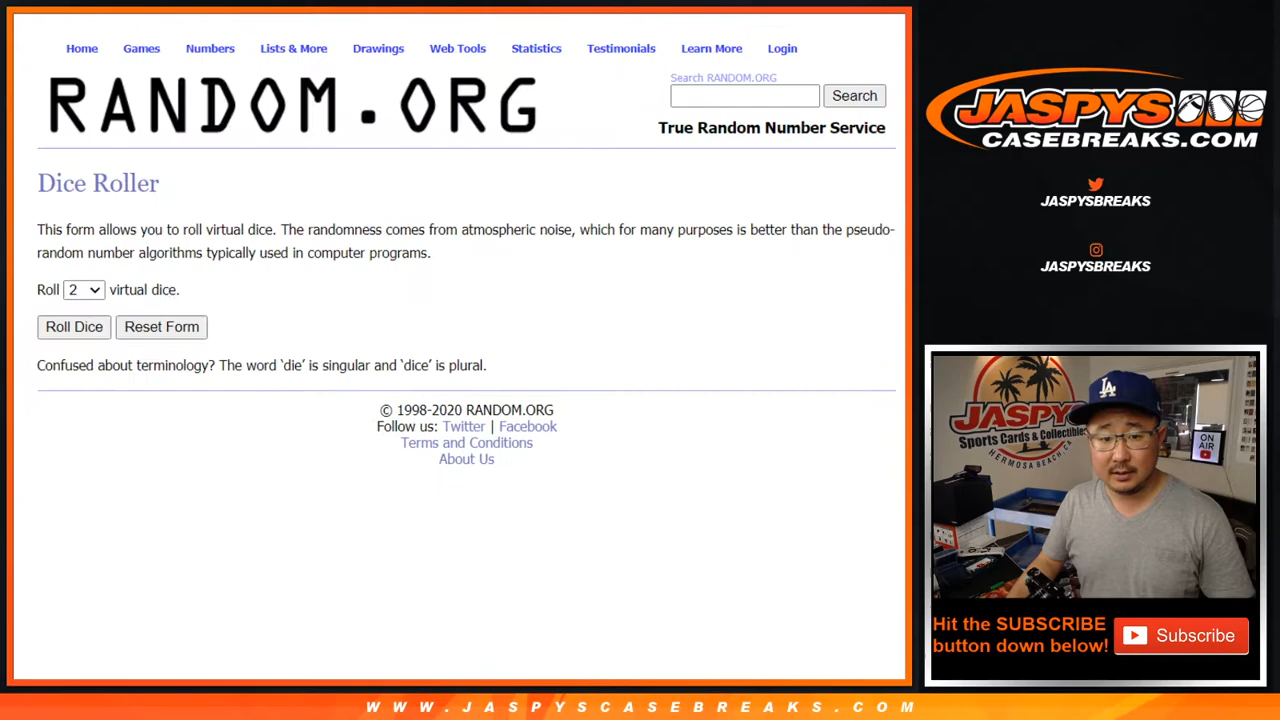 Home Games Numbers Lists & More Drawings Web Tools Statistics Testimonials Learn More Login
RANDOM.ORG
Search RANDOM.ORG
Search
True Random Number Service
Dice Roller
This form allows you to roll virtual dice. The randomness comes from atmospheric noise, which for many purposes is better than the pseudo-
random number algorithms typically used in computer programs.
Roll 2 virtual dice.
Roll Dice Reset Form
Confused about terminology? The word ‘die’ is singular and ‘dice’ is plural.
© 1998-2020 RANDOM.ORG
Follow us: Twitter | Facebook
Terms and Conditions
About Us
JASPYS
CASEBREAKS.COM
JASPYSBREAKS
JASPYSBREAKS
JASPYS
Sports Cards & Collectibles
HERMOSA BEACH, CA
LA
ON
AIR
Hit the SUBSCRIBE
button down below!
Subscribe
WWW.JASPYSCASEBREAKS.COM